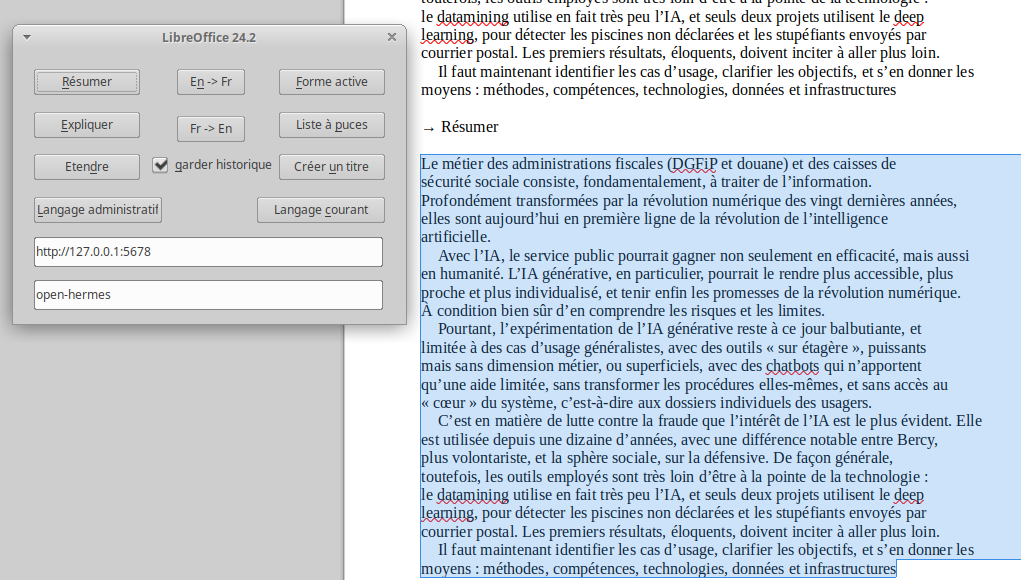 LibreOffice 24.2
Résumer
En -> Fr
Forme active
Expliquer
Fr -> En
Liste à puces
Etendre
garder historique
Créer un titre
Langage administratif
Langage courant
http://127.0.0.1:5678
open-hermes
toutefois, les outils employés sont très loin d’être à la pointe de la technologie :
le datamining utilise en fait très peu l’IA, et seuls deux projets utilisent le deep
learning, pour détecter les piscines non déclarées et les stupéfiants envoyés par
courrier postal. Les premiers résultats, éloquents, doivent inciter à aller plus loin.
Il faut maintenant identifier les cas d’usage, clarifier les objectifs, et s’en donner les
moyens : méthodes, compétences, technologies, données et infrastructures
→ Résumer
Le métier des administrations fiscales (DGFiP et douane) et des caisses de
sécurité sociale consiste, fondamentalement, à traiter de l’information.
Profondément transformées par la révolution numérique des vingt dernières années,
elles sont aujourd’hui en première ligne de la révolution de l’intelligence
artificielle.
Avec l’IA, le service public pourrait gagner non seulement en efficacité, mais aussi
en humanité. L’IA générative, en particulier, pourrait le rendre plus accessible, plus
proche et plus individualisé, et tenir enfin les promesses de la révolution numérique.
À condition bien sûr d’en comprendre les risques et les limites.
Pourtant, l’expérimentation de l’IA générative reste à ce jour balbutiante, et
limitée à des cas d’usage généralistes, avec des outils « sur étagère », puissants
mais sans dimension métier, ou superficiels, avec des chatbots qui n’apportent
qu’une aide limitée, sans transformer les procédures elles-mêmes, et sans accès au
« cœur » du système, c’est-à-dire aux dossiers individuels des usagers.
C’est en matière de lutte contre la fraude que l’intérêt de l’IA est le plus évident. Elle
est utilisée depuis une dizaine d’années, avec une différence notable entre Bercy,
plus volontariste, et la sphère sociale, sur la défensive. De façon générale,
toutefois, les outils employés sont très loin d’être à la pointe de la technologie :
le datamining utilise en fait très peu l’IA, et seuls deux projets utilisent le deep
learning, pour détecter les piscines non déclarées et les stupéfiants envoyés par
courrier postal. Les premiers résultats, éloquents, doivent inciter à aller plus loin.
Il faut maintenant identifier les cas d’usage, clarifier les objectifs, et s’en donner les
moyens : méthodes, compétences, technologies, données et infrastructures